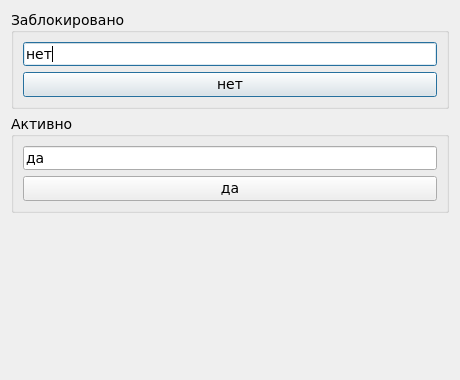 Заблокировано
нет
нет
Активно
да
да